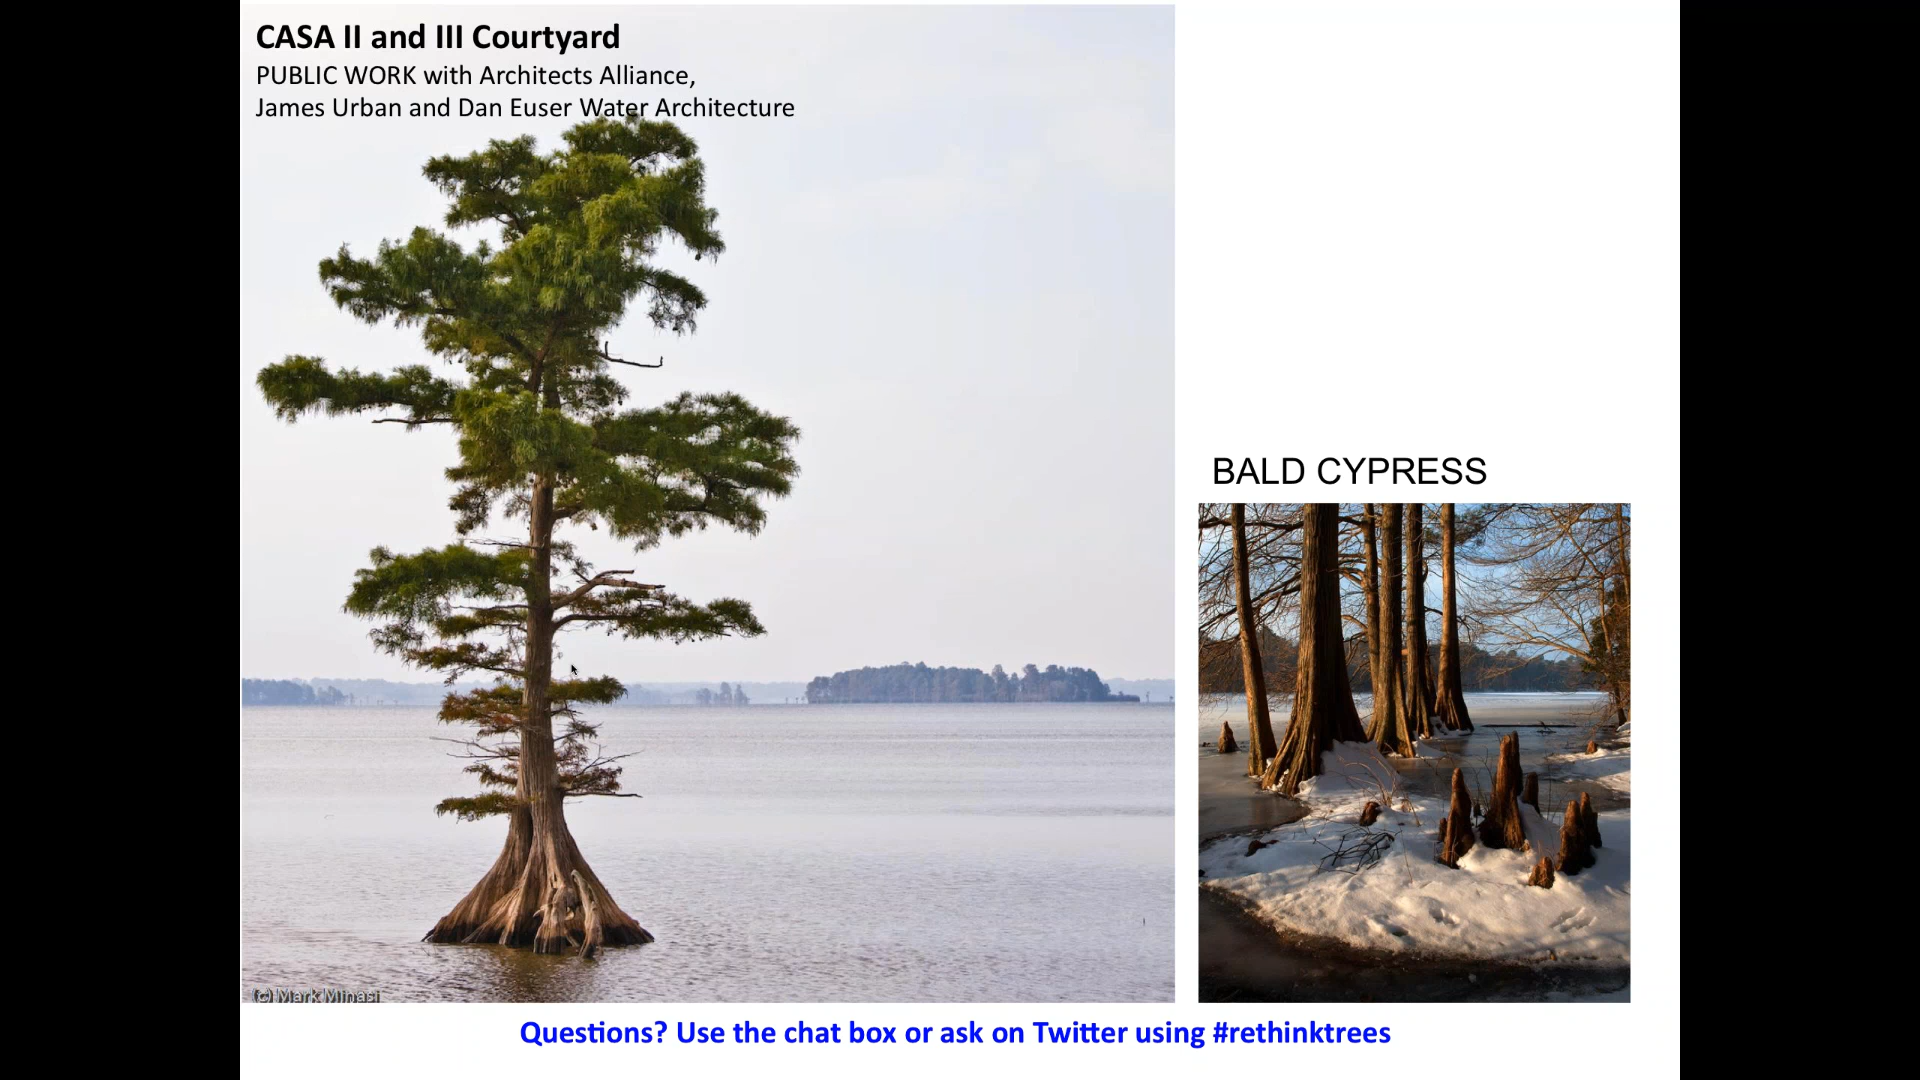 CASA II and III Courtyard
PUBLIC WORK with Architects Alliance,
James Urban and Dan Euser Water Architecture
BALD CYPRESS
(c) Mark Minasi
Questions? Use the chat box or ask on Twitter using #rethinktrees